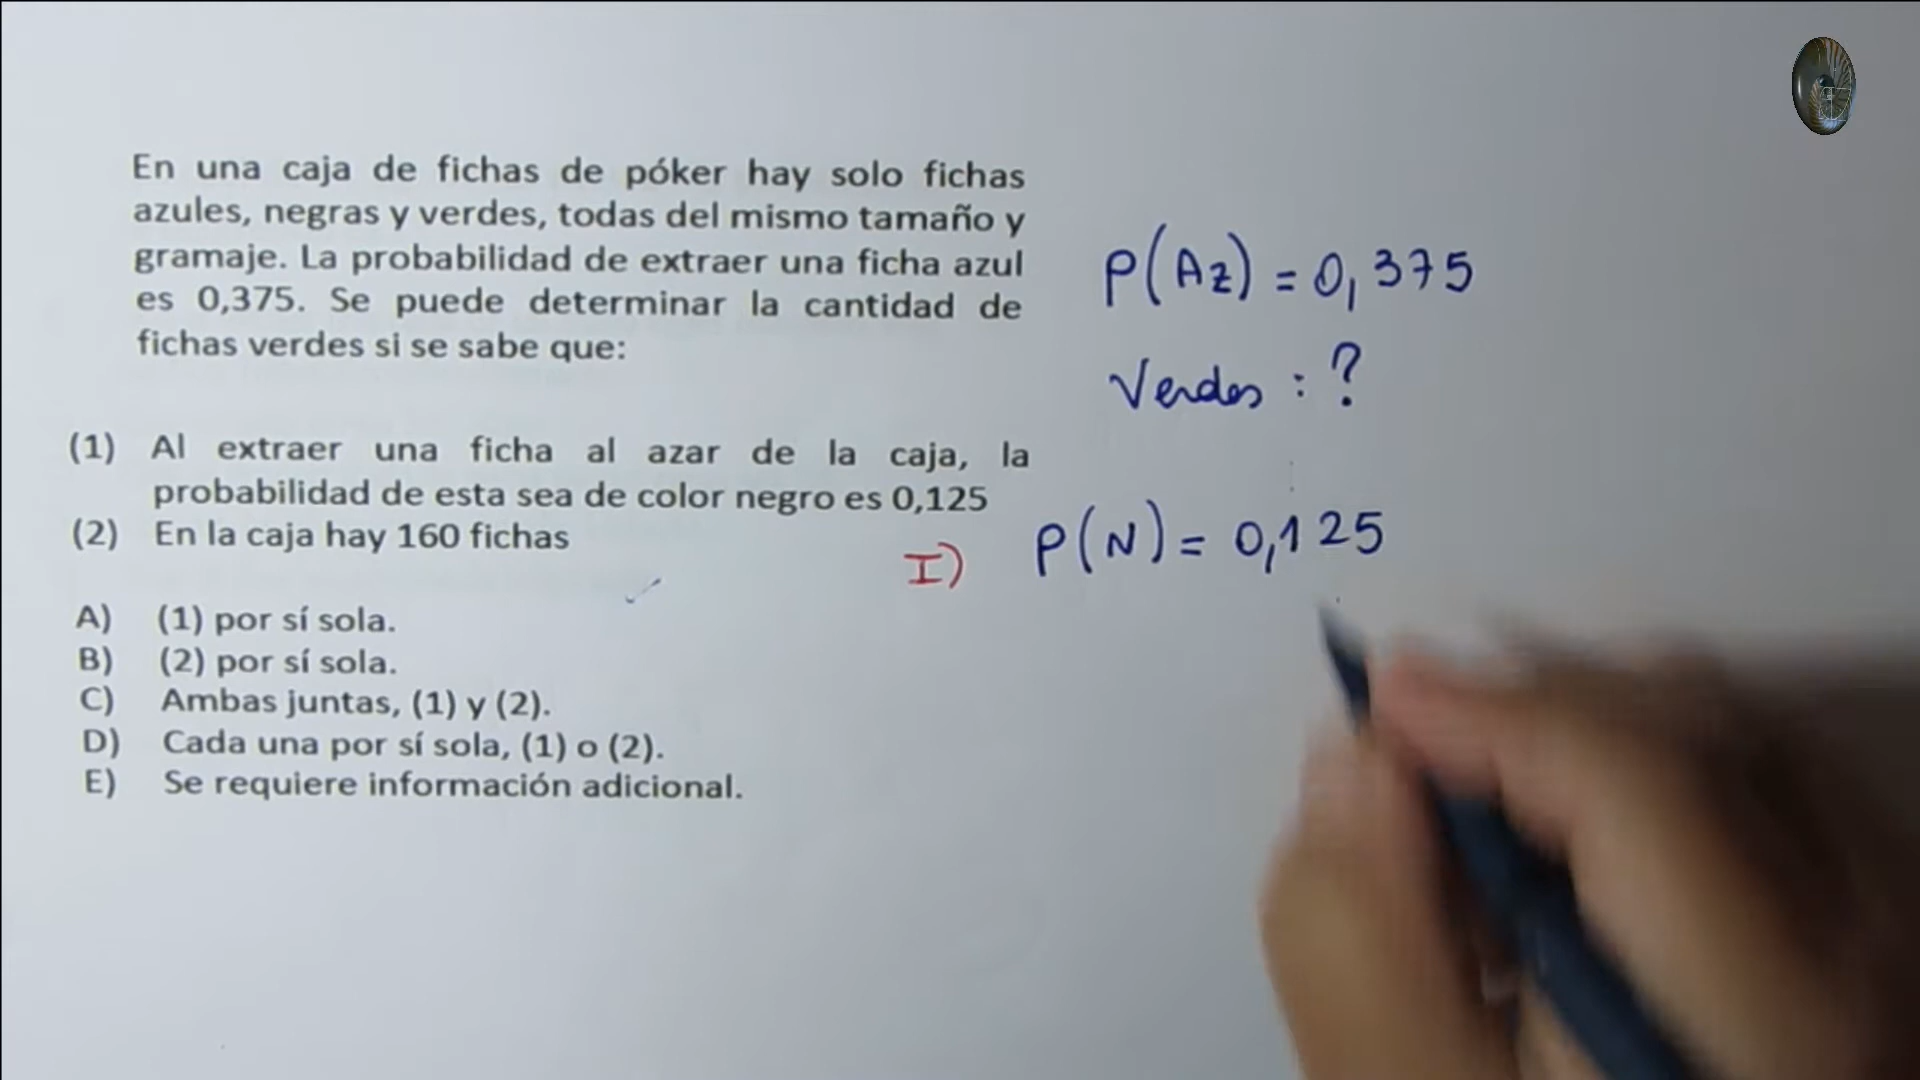 En una caja de fichas de póker hay solo fichas
azules, negras y verdes, todas del mismo tamaño y
gramaje. La probabilidad de extraer una ficha azul
es 0,375. Se puede determinar la cantidad de
fichas verdes si se sabe que:
(1) Al extraer una ficha al azar de la caja, la
probabilidad de esta sea de color negro es 0,125
(2) En la caja hay 160 fichas
A) (1) por sí sola.
B) (2) por sí sola.
C) Ambas juntas, (1) y (2).
D) Cada una por sí sola, (1) o (2).
E) Se requiere información adicional.
P(Az) = 0,375
Verdes : ?
I) P(N) = 0,125